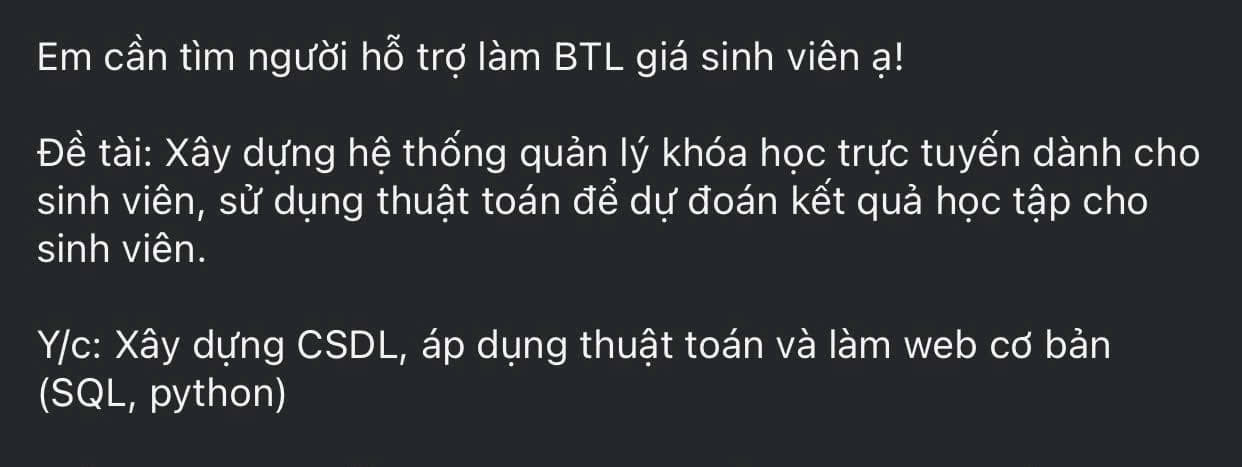 Em cần tìm người hỗ trợ làm BTL giá sinh viên ạ!
Đề tài: Xây dựng hệ thống quản lý khóa học trực tuyến dành cho
sinh viên, sử dụng thuật toán để dự đoán kết quả học tập cho
sinh viên.
Y/c: Xây dựng CSDL, áp dụng thuật toán và làm web cơ bản
(SQL, python)